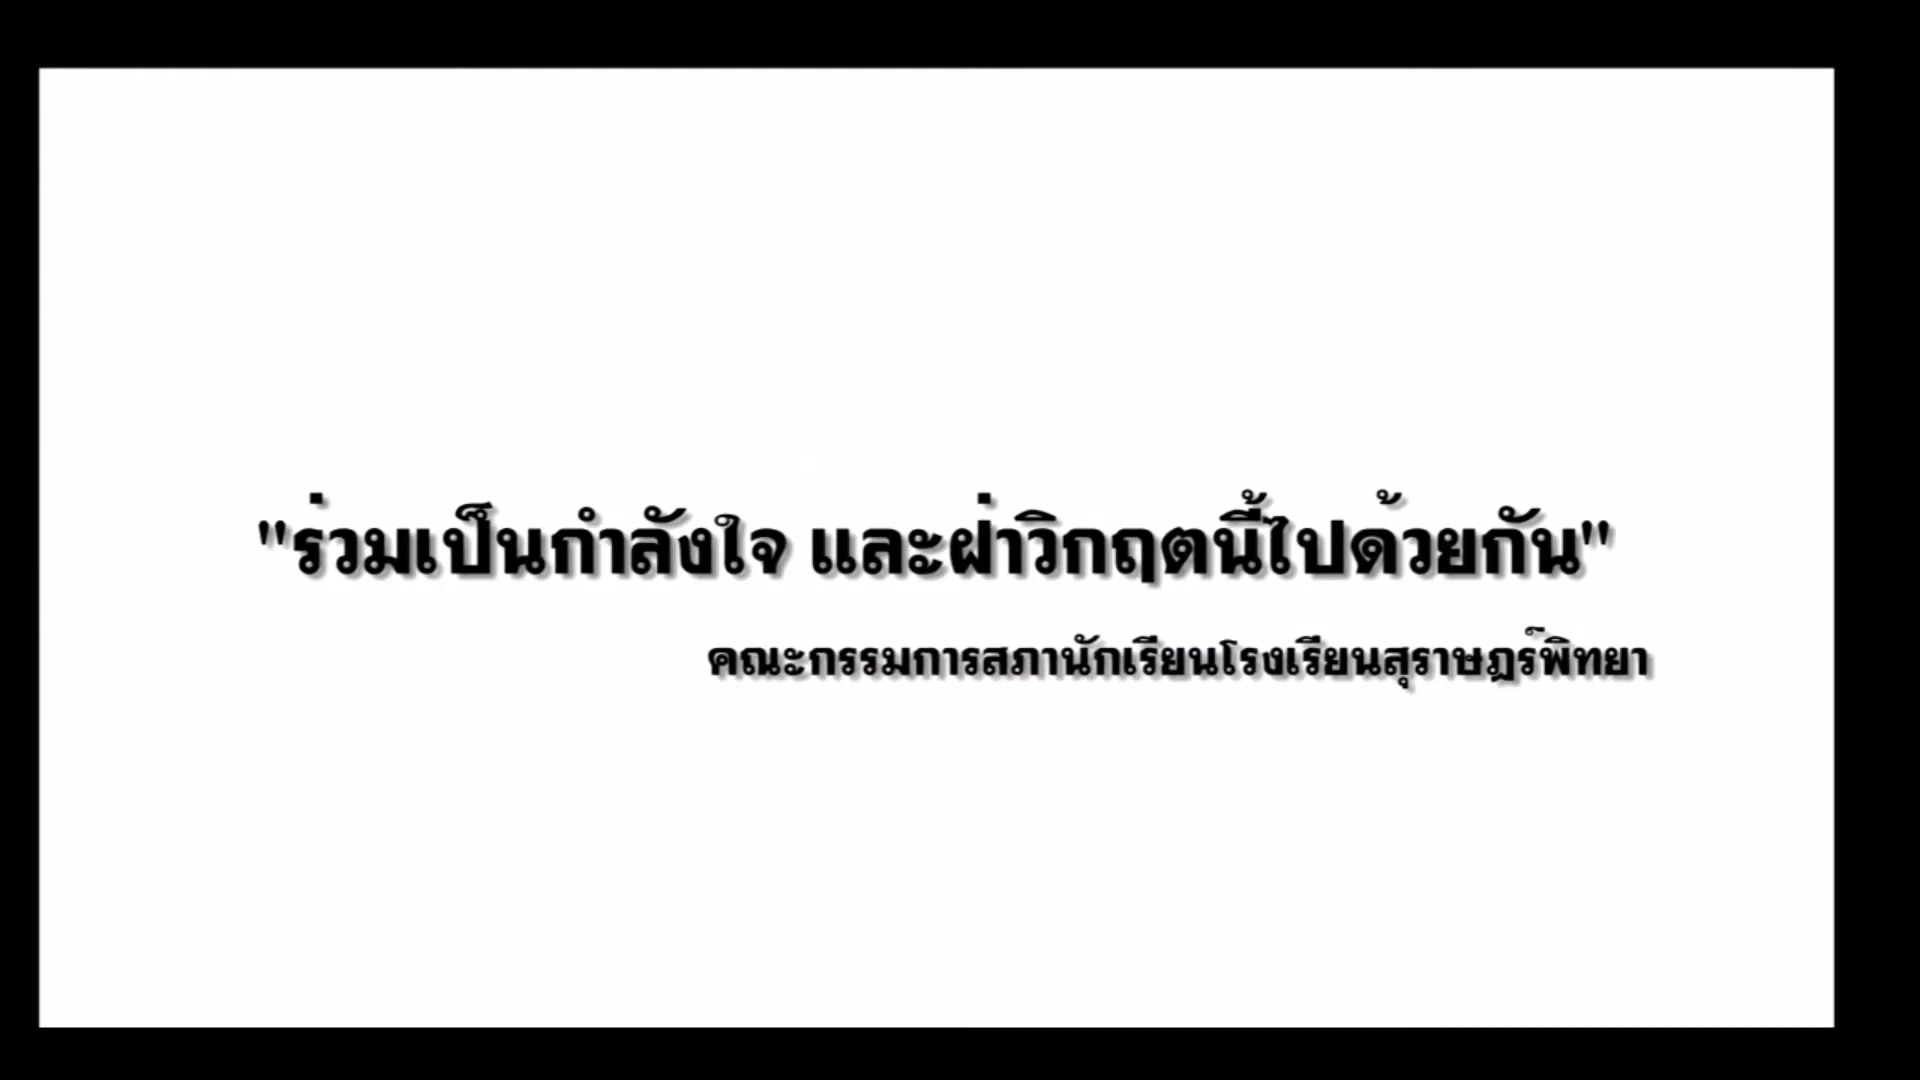 "ร่วมเป็นกำลังใจ และฝ่าวิกฤตนี้ไปด้วยกัน"
คณะกรรมการสภานักเรียนโรงเรียนสุราษฎร์พิทยา